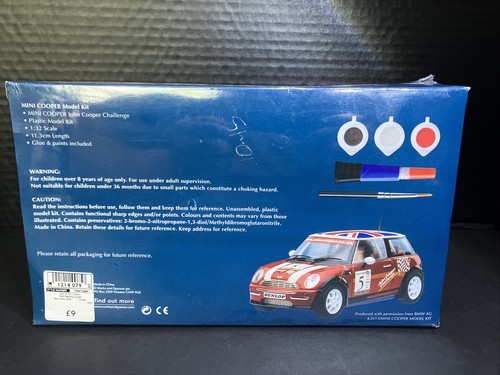 MINI COOPER Model Kit
• MINI COOPER John Cooper Challenge
• Plastic Model Kit
• 1:32 Scale
• 11.3cm Length
• Glue & paints included
WARNING:
For children over 8 years of age only. For use under adult supervision.
Not suitable for children under 36 months due to small parts which constitute a choking hazard.
CAUTION:
Read the instructions before use, follow them and keep them for reference. Unassembled, plastic
model kit. Contains functional sharp edges and/or points. Colours and contents may vary from those
illustrated. Contains preservatives: 2-bromo-2-nitropropane-1,3-diol/Methyldibromoglutaronitrile.
Made in China. Retain these details for future reference. Keep address for reference.
Please retain all packaging for future reference.
1214 079
£9
find out more
5
DUNLOP
Produced with permission from BMW AG
MINI COOPER MODEL KIT